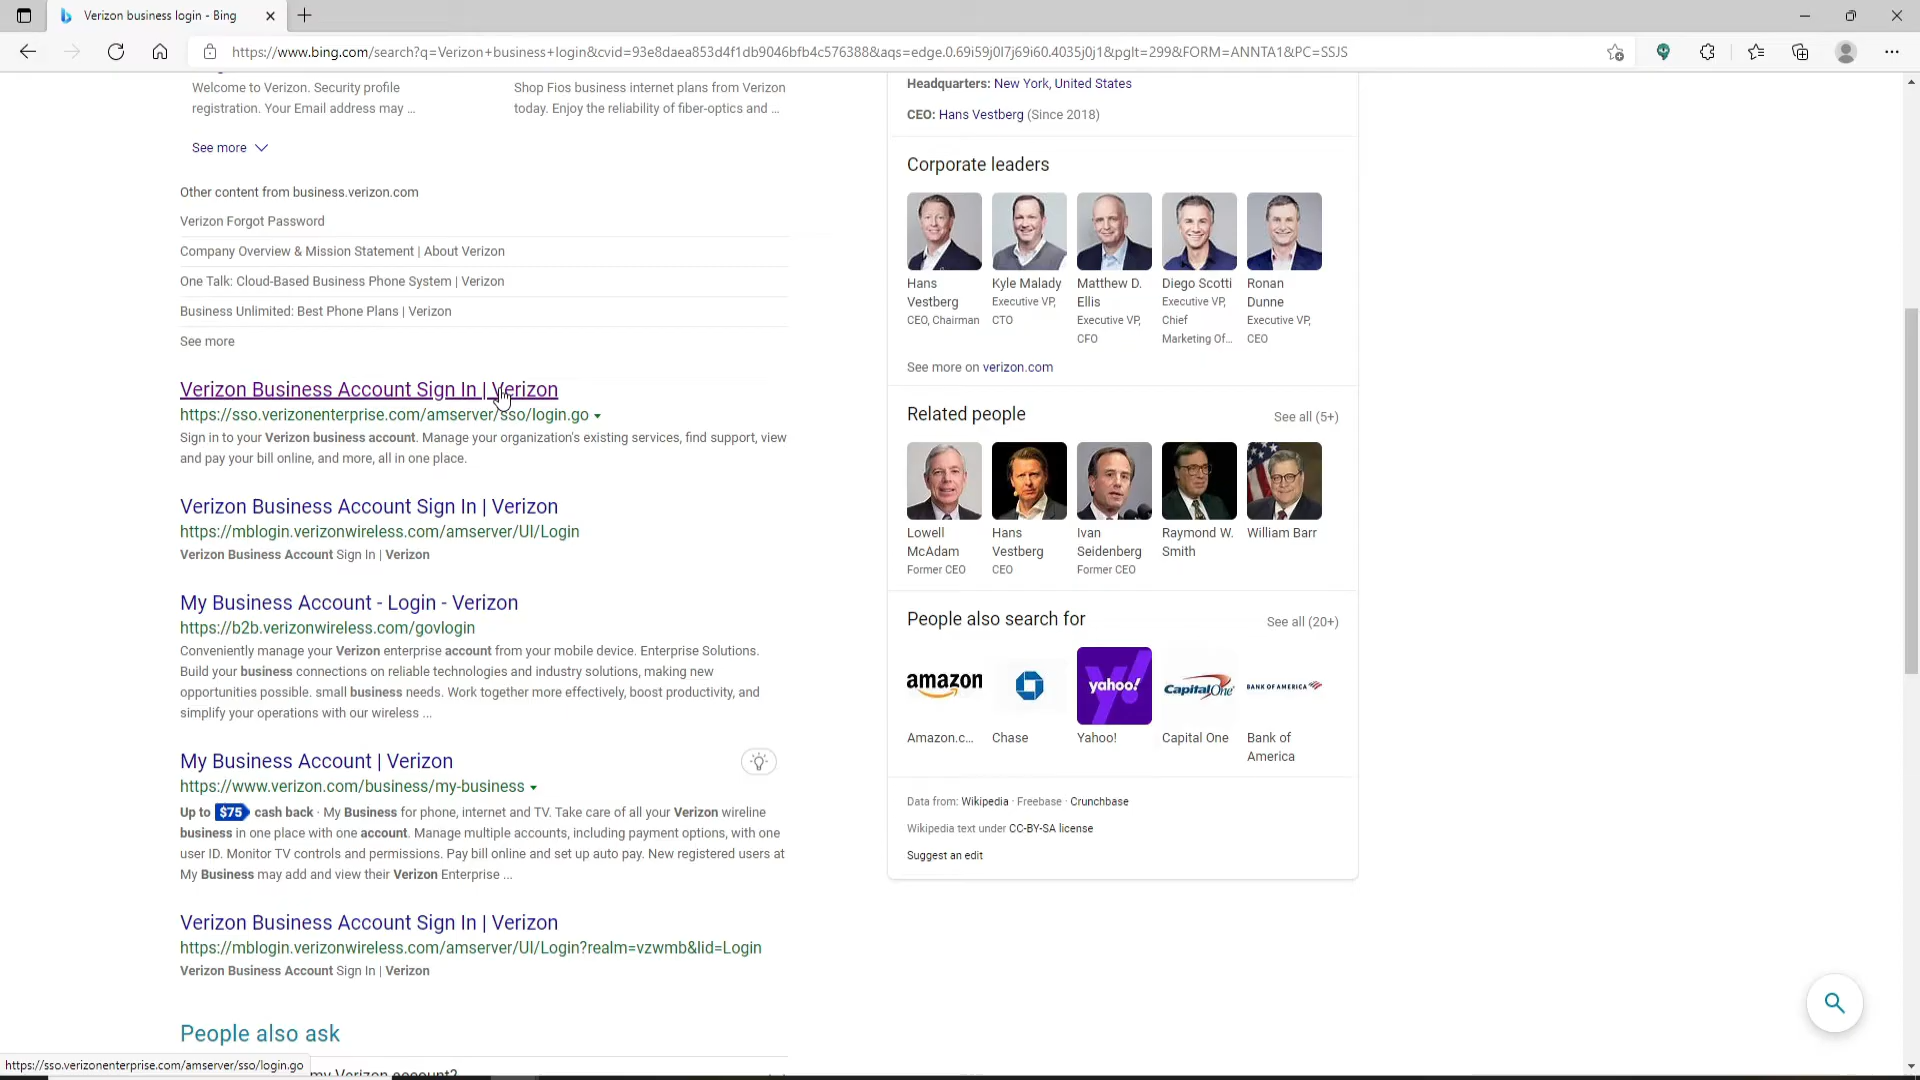 Verizon business login - Bing
https://www.bing.com/search?q=Verizon+business+login&cvid=93e8daea853d4f1db9046bfb4c576388&aqs=edge.0.69i59j0l7j69i60.4035j0j1&pglt=299&FORM=ANNTA1&PC=SSJS
Welcome to Verizon. Security profile
registration. Your Email address may ...
Shop Fios business internet plans from Verizon
today. Enjoy the reliability of fiber-optics and ...
See more
Other content from business.verizon.com
Verizon Forgot Password
Company Overview & Mission Statement | About Verizon
One Talk: Cloud-Based Business Phone System | Verizon
Business Unlimited: Best Phone Plans | Verizon
See more
Verizon Business Account Sign In | Verizon
https://sso.verizonenterprise.com/amserver/sso/login.go
Sign in to your Verizon business account. Manage your organization's existing services, find support, view
and pay your bill online, and more, all in one place.
Verizon Business Account Sign In | Verizon
https://mblogin.verizonwireless.com/amserver/UI/Login
Verizon Business Account Sign In | Verizon
My Business Account - Login - Verizon
https://b2b.verizonwireless.com/govlogin
Conveniently manage your Verizon enterprise account from your mobile device. Enterprise Solutions.
Build your business connections on reliable technologies and industry solutions, making new
opportunities possible. small business needs. Work together more effectively, boost productivity, and
simplify your operations with our wireless ...
My Business Account | Verizon
https://www.verizon.com/business/my-business
Up to $75 cash back · My Business for phone, internet and TV. Take care of all your Verizon wireline
business in one place with one account. Manage multiple accounts, including payment options, with one
user ID. Monitor TV controls and permissions. Pay bill online and set up auto pay. New registered users at
My Business may add and view their Verizon Enterprise ...
Verizon Business Account Sign In | Verizon
https://mblogin.verizonwireless.com/amserver/UI/Login?realm=vzwmb&lid=Login
Verizon Business Account Sign In | Verizon
People also ask
my Verizon account?
https://sso.verizonenterprise.com/amserver/sso/login.go
Headquarters: New York, United States
CEO: Hans Vestberg (Since 2018)
Corporate leaders
Hans
Vestberg
CEO, Chairman
Kyle Malady
Executive VP,
CTO
Matthew D.
Ellis
Executive VP,
CFO
Diego Scotti
Executive VP,
Chief
Marketing Of...
Ronan
Dunne
Executive VP,
CEO
See more on verizon.com
Related people
See all (5+)
Lowell
McAdam
Former CEO
Hans
Vestberg
CEO
Ivan
Seidenberg
Former CEO
Raymond W.
Smith
William Barr
People also search for
See all (20+)
amazon
yahoo!
Capital One
BANK OF AMERICA
Amazon.c...
Chase
Yahoo!
Capital One
Bank of
America
Data from: Wikipedia · Freebase · Crunchbase
Wikipedia text under CC-BY-SA license
Suggest an edit